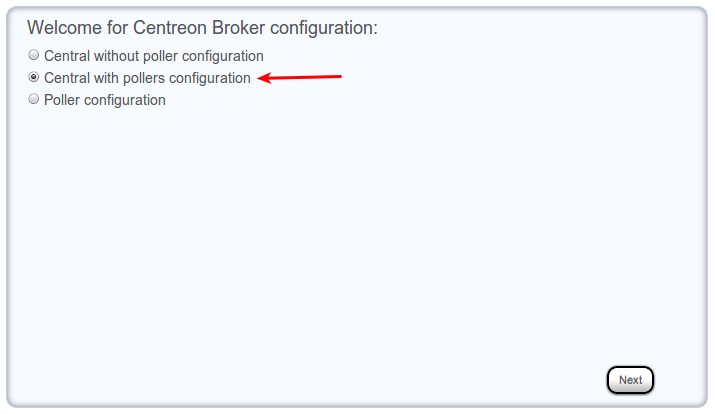 Welcome for Centreon Broker configuration:
Central without poller configuration
Central with pollers configuration
Poller configuration
Next